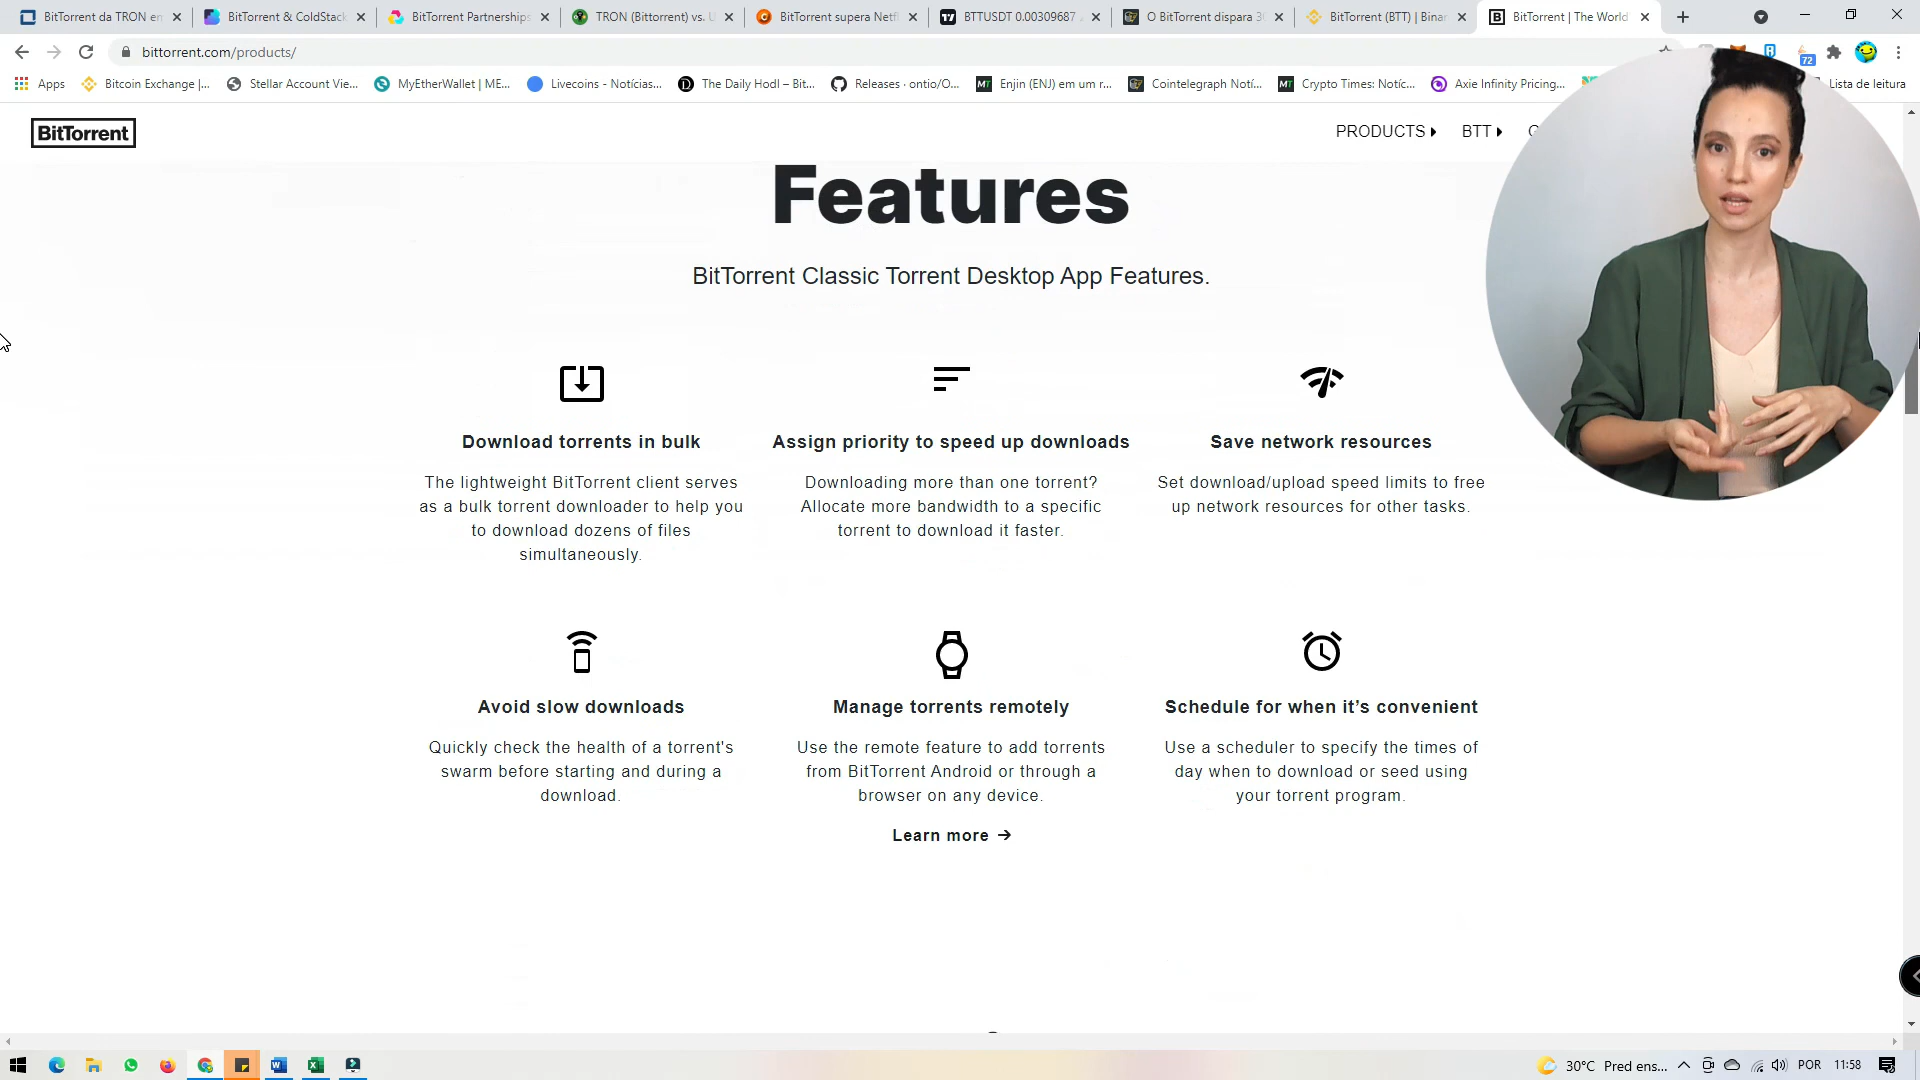 BitTorrent da TRON en
BitTorrent & ColdStack
BitTorrent Partnerships
TRON (Bittorrent) vs. U
BitTorrent supera Netfl
BTTUSDT 0.00309687
O BitTorrent dispara 30
BitTorrent (BTT) | Binan
BitTorrent | The World
bittorrent.com/products/
72
Apps
Bitcoin Exchange |...
Stellar Account Vie...
MyEtherWallet | ME...
Livecoins - Notícias...
The Daily Hodl – Bit...
Releases · ontio/O...
Enjin (ENJ) em um r...
Cointelegraph Notí...
Crypto Times: Notíc...
Axie Infinity Pricing...
Lista de leitura
BitTorrent
PRODUCTS
BTT
Features
BitTorrent Classic Torrent Desktop App Features.
Download torrents in bulk
The lightweight BitTorrent client serves
as a bulk torrent downloader to help you
to download dozens of files
simultaneously.
Assign priority to speed up downloads
Downloading more than one torrent?
Allocate more bandwidth to a specific
torrent to download it faster.
Save network resources
Set download/upload speed limits to free
up network resources for other tasks.
Avoid slow downloads
Quickly check the health of a torrent's
swarm before starting and during a
download.
Manage torrents remotely
Use the remote feature to add torrents
from BitTorrent Android or through a
browser on any device.
Learn more →
Schedule for when it’s convenient
Use a scheduler to specify the times of
day when to download or seed using
your torrent program.
30°C Pred ens...
POR
11:58